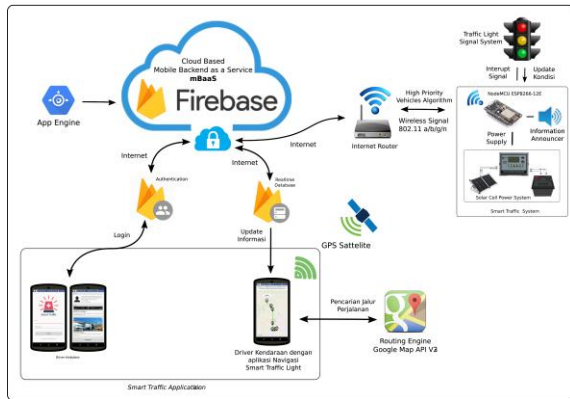 Cloud Based
Mobile Backend as a Service
mBaaS
Firebase
App Engine
Traffic Light
Signal System
Interupt
Signal
Update
Kondisi
High Priority
Vehicles Algorithm
Wireless Signal
802.11 a/b/g/n
Internet Router
NodeMCU ESP8266-12E
Power
Supply
Information
Announcer
Solar Cell Power System
Smart Traffic System
Internet
Internet
Internet
Authentication
Realtime
Database
Login
Update
Informasi
GPS Sattelite
Pencarian Jalur
Perjalanan
Driver Kendaraan dengan
aplikasi Navigasi
Smart Traffic Light
Routing Engine
Google Map API V3
Smart Traffic Application